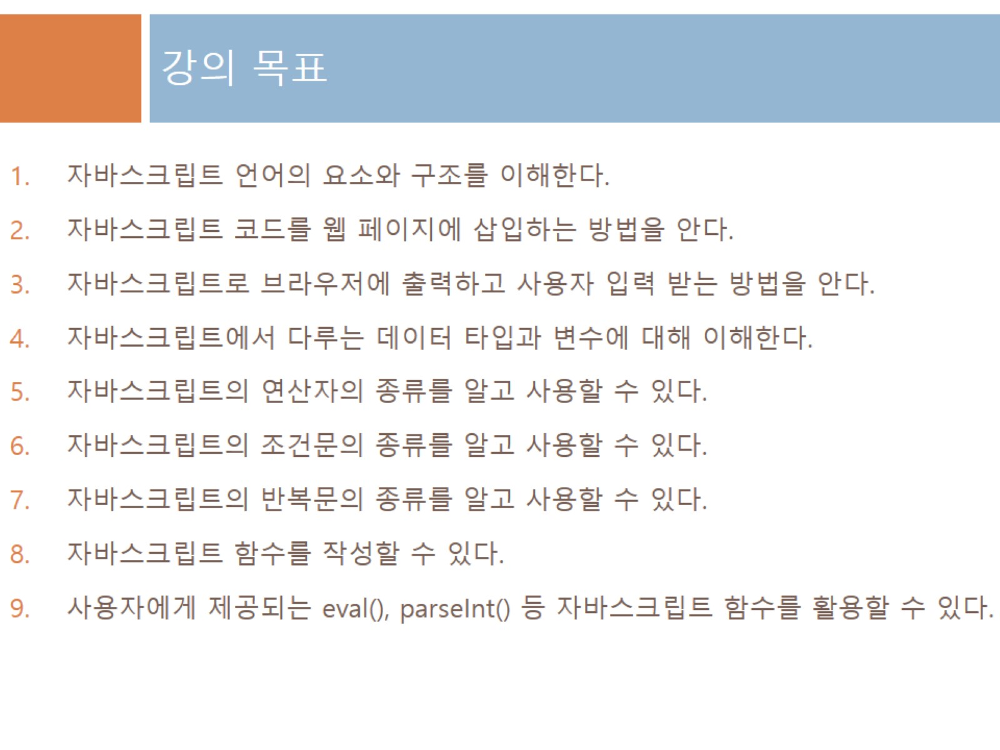 강의 목표
1. 자바스크립트 언어의 요소와 구조를 이해한다.
2. 자바스크립트 코드를 웹 페이지에 삽입하는 방법을 안다.
3. 자바스크립트로 브라우저에 출력하고 사용자 입력 받는 방법을 안다.
4. 자바스크립트에서 다루는 데이터 타입과 변수에 대해 이해한다.
5. 자바스크립트의 연산자의 종류를 알고 사용할 수 있다.
6. 자바스크립트의 조건문의 종류를 알고 사용할 수 있다.
7. 자바스크립트의 반복문의 종류를 알고 사용할 수 있다.
8. 자바스크립트 함수를 작성할 수 있다.
9. 사용자에게 제공되는 eval(), parseInt() 등 자바스크립트 함수를 활용할 수 있다.